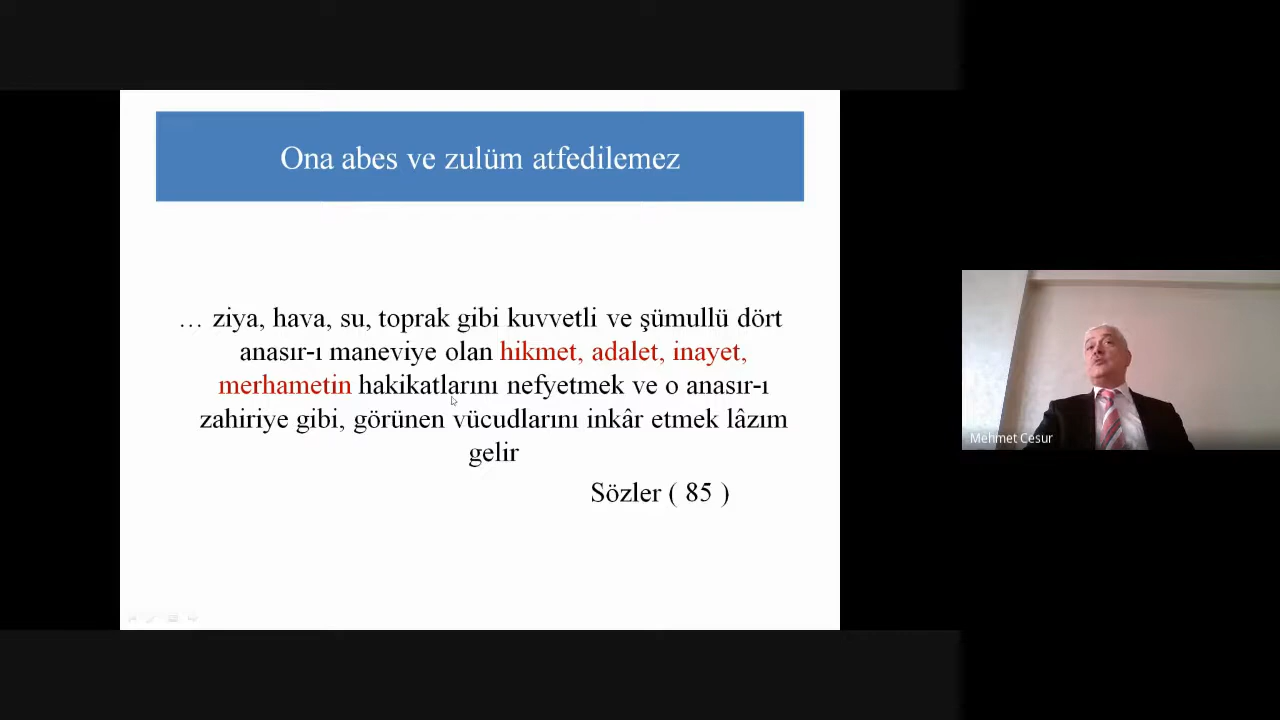 Ona abes ve zulüm atfedilemez
… ziya, hava, su, toprak gibi kuvvetli ve şümullü dört
anasır-ı maneviye olan hikmet, adalet, inayet,
merhametin hakikatlarını nefyetmek ve o anasır-ı
zahiriye gibi, görünen vücudlarını inkâr etmek lâzım
gelir
Sözler ( 85 )
Mehmet Cesur